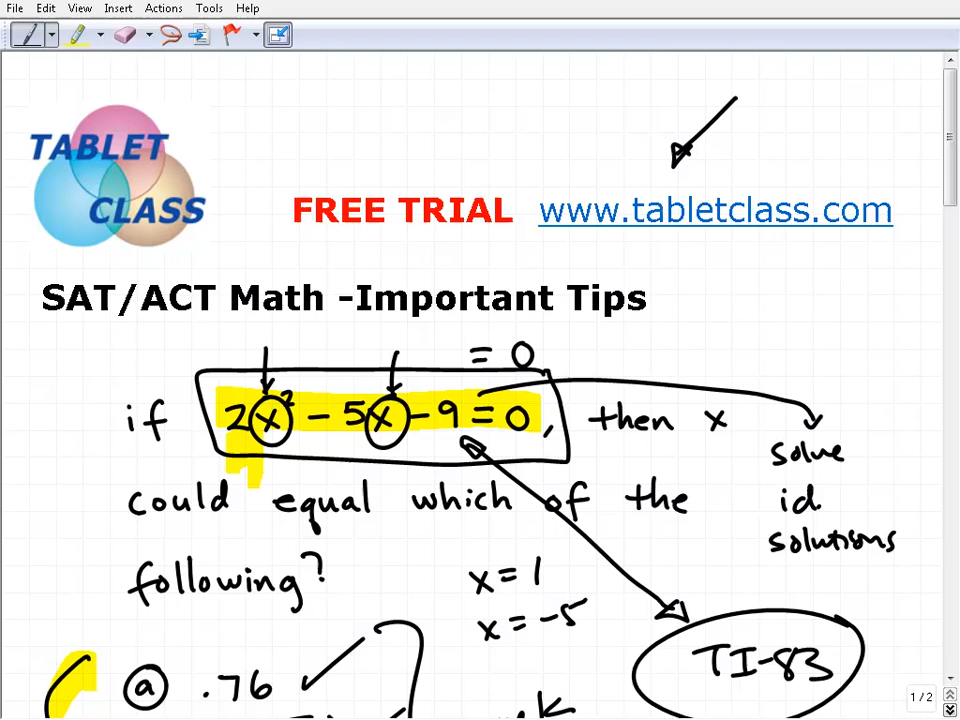 File Edit View Insert Actions Tools Help
TABLET
CLASS
FREE TRIAL www.tabletclass.com
SAT/ACT Math -Important Tips
= 0
if 2x² - 5x - 9 = 0, then x
solve
could equal which of the
id
solutions
following?
x = 1
x = -5
TI-83
ⓐ .76
1 / 2